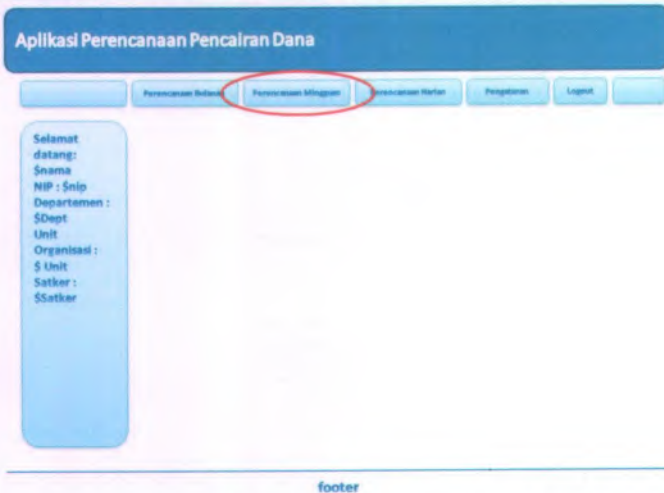 Aplikasi Perencanaan Pencairan Dana
Perencanaan Bulanan Perencanaan Mingguan Perencanaan Harian Pengaturan Logout
Selamat
datang:
$nama
NIP : $nip
Departemen :
$Dept
Unit
Organisasi :
$ Unit
Satker :
$Satker
footer